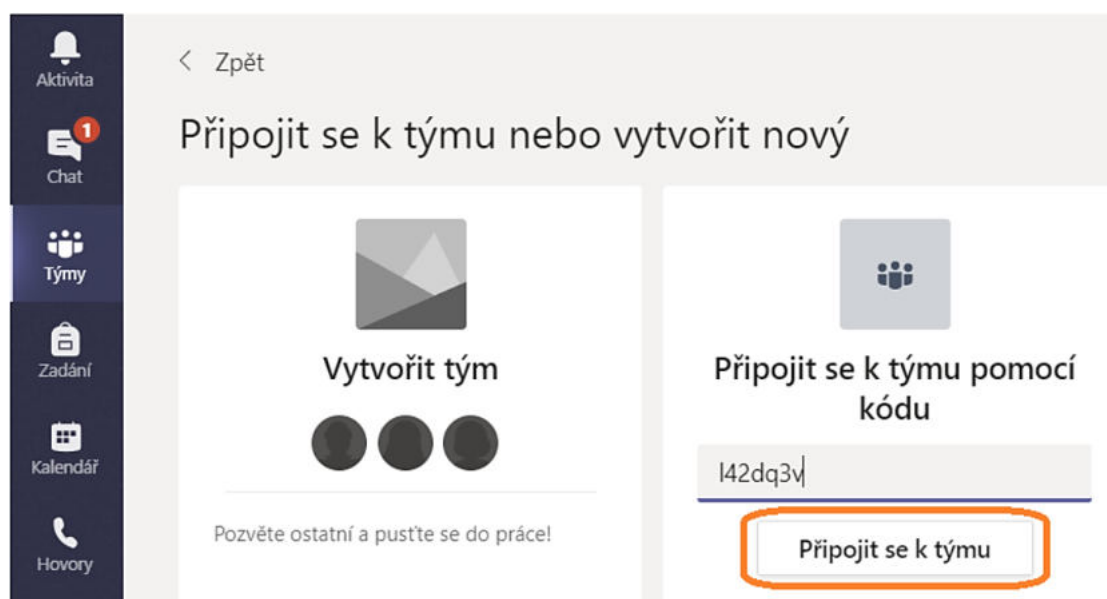 Aktivita
1
Chat
Týmy
Zadání
Kalendář
Hovory
< Zpět
Připojit se k týmu nebo vytvořit nový
Vytvořit tým
Pozvěte ostatní a pusťte se do práce!
Připojit se k týmu pomocí
kódu
l42dq3v
Připojit se k týmu